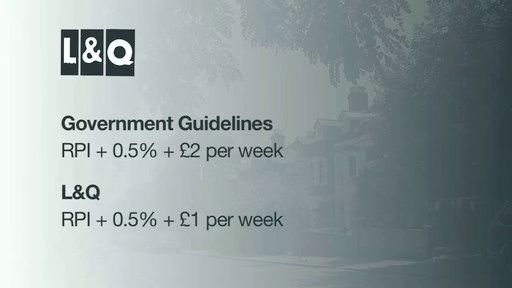 L&Q
Government Guidelines
RPI + 0.5% + £2 per week
L&Q
RPI + 0.5% + £1 per week